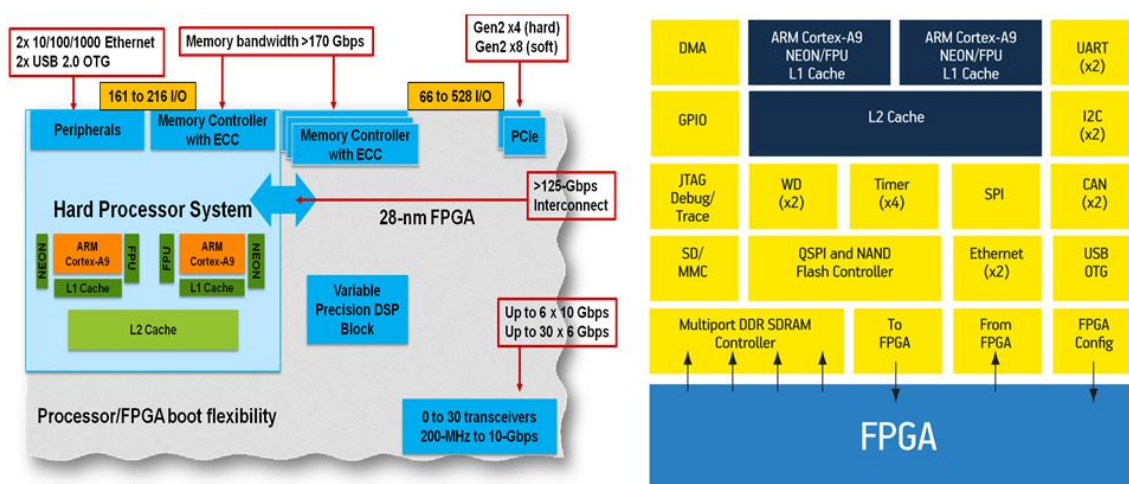 2x 10/100/1000 Ethernet
2x USB 2.0 OTG
Memory bandwidth >170 Gbps
Gen2 x4 (hard)
Gen2 x8 (soft)
161 to 216 I/O
66 to 528 I/O
Peripherals
Memory Controller
with ECC
Memory Controller
with ECC
PCIe
>125-Gbps
Interconnect
Hard Processor System
28-nm FPGA
NEON
ARM
Cortex-A9
FPU
FPU
ARM
Cortex-A9
NEON
L1 Cache
L1 Cache
L2 Cache
Variable
Precision DSP
Block
Up to 6 x 10 Gbps
Up to 30 x 6 Gbps
Processor/FPGA boot flexibility
0 to 30 transceivers
200-MHz to 10-Gbps
DMA
ARM Cortex-A9
NEON/FPU
L1 Cache
ARM Cortex-A9
NEON/FPU
L1 Cache
UART
(x2)
GPIO
L2 Cache
I2C
(x2)
JTAG
Debug/
Trace
WD
(x2)
Timer
(x4)
SPI
CAN
(x2)
SD/
MMC
QSPI and NAND
Flash Controller
Ethernet
(x2)
USB
OTG
Multiport DDR SDRAM
Controller
To
FPGA
From
FPGA
FPGA
Config
FPGA